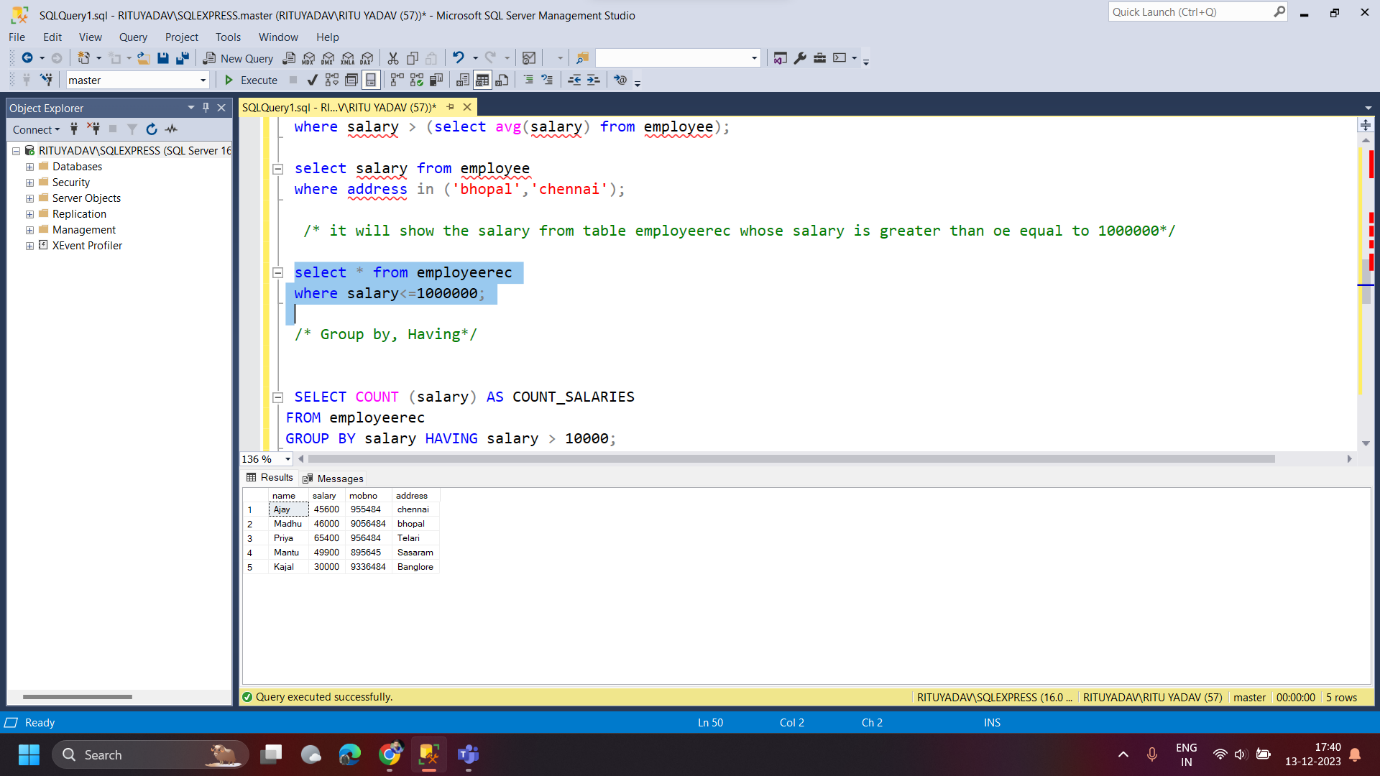 SQLQuery1.sql - RITUYADAV\SQLEXPRESS.master (RITUYADAV\RITU YADAV (57))* - Microsoft SQL Server Management Studio
Quick Launch (Ctrl+Q)
File Edit View Query Project Tools Window Help
New Query
master
Execute
Object Explorer
SQLQuery1.sql - RI...V\RITU YADAV (57))*
Connect
RITUYADAV\SQLEXPRESS (SQL Server 16
Databases
Security
Server Objects
Replication
Management
XEvent Profiler
where salary > (select avg(salary) from employee);
select salary from employee
where address in ('bhopal','chennai');
/* it will show the salary from table employeerec whose salary is greater than oe equal to 1000000*/
select * from employeerec
where salary<=1000000;
/* Group by, Having*/
SELECT COUNT (salary) AS COUNT_SALARIES
FROM employeerec
GROUP BY salary HAVING salary > 10000;
136 %
Results Messages
name salary mobno address
1 Ajay 45600 955484 chennai
2 Madhu 46000 9056484 bhopal
3 Priya 65400 956484 Telari
4 Mantu 49900 895645 Sasaram
5 Kajal 30000 9336484 Banglore
Query executed successfully.
RITUYADAV\SQLEXPRESS (16.0 ... RITUYADAV\RITU YADAV (57) master 00:00:00 5 rows
Ready
Ln 50 Col 2 Ch 2 INS
Search
ENG
IN
17:40
13-12-2023